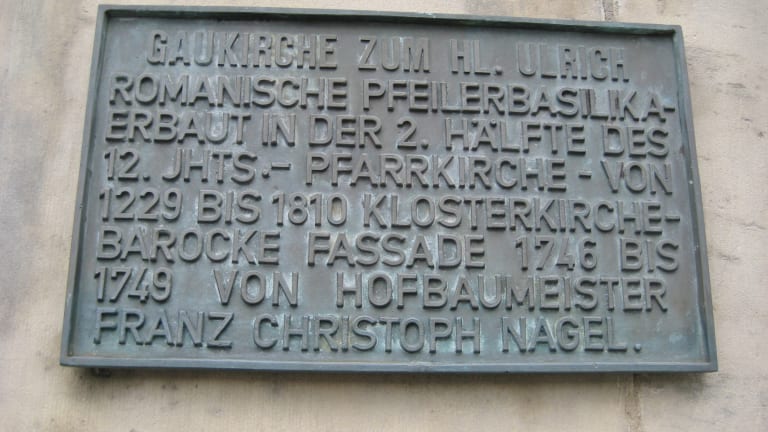 GAUKIRCHE ZUM HL. ULRICH
ROMANISCHE PFEILERBASILIKA-
ERBAUT IN DER 2. HÄLFTE DES
12. JHTS.- PFARRKIRCHE - VON
1229 BIS 1810 KLOSTERKIRCHE-
BAROCKE FASSADE 1746 BIS
1749 VON HOFBAUMEISTER
FRANZ CHRISTOPH NAGEL.